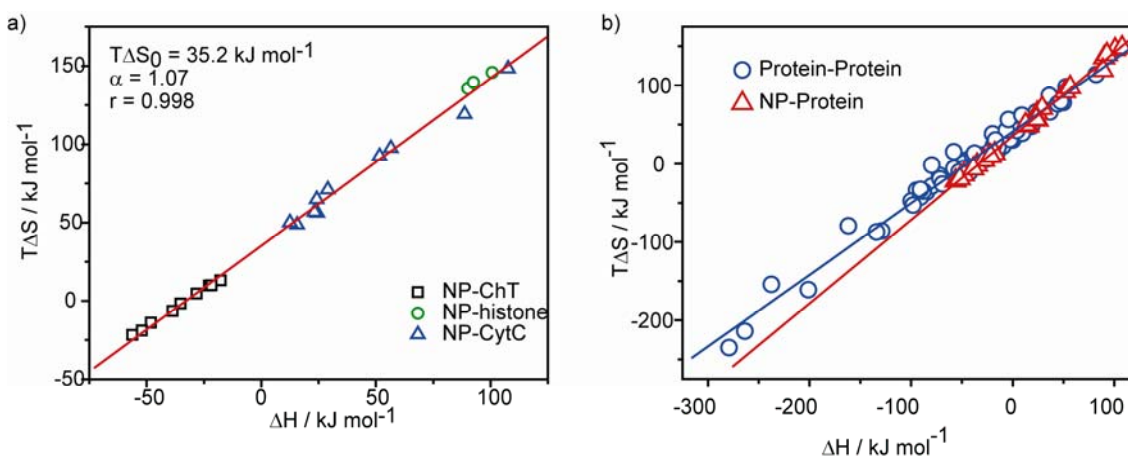 a)
TΔS₀ = 35.2 kJ mol⁻¹
α = 1.07
r = 0.998
150
100
50
0
-50
TΔS / kJ mol⁻¹
NP-ChT
NP-histone
NP-CytC
-50 0 50 100
ΔH / kJ mol⁻¹
b)
Protein-Protein
NP-Protein
100
0
-100
-200
TΔS / kJ mol⁻¹
-300 -200 -100 0 100
ΔH / kJ mol⁻¹